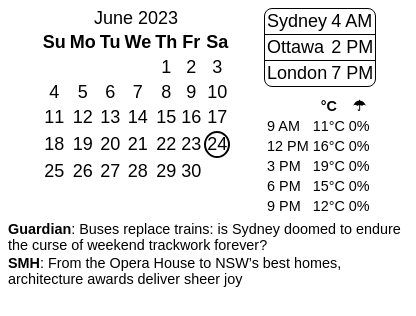 June 2023
Su Mo Tu We Th Fr Sa
1 2 3
4 5 6 7 8 9 10
11 12 13 14 15 16 17
18 19 20 21 22 23 24
25 26 27 28 29 30
Sydney 4 AM
Ottawa 2 PM
London 7 PM
°C ☂
9 AM 11°C 0%
12 PM 16°C 0%
3 PM 19°C 0%
6 PM 15°C 0%
9 PM 12°C 0%
Guardian: Buses replace trains: is Sydney doomed to endure
the curse of weekend trackwork forever?
SMH: From the Opera House to NSW's best homes,
architecture awards deliver sheer joy